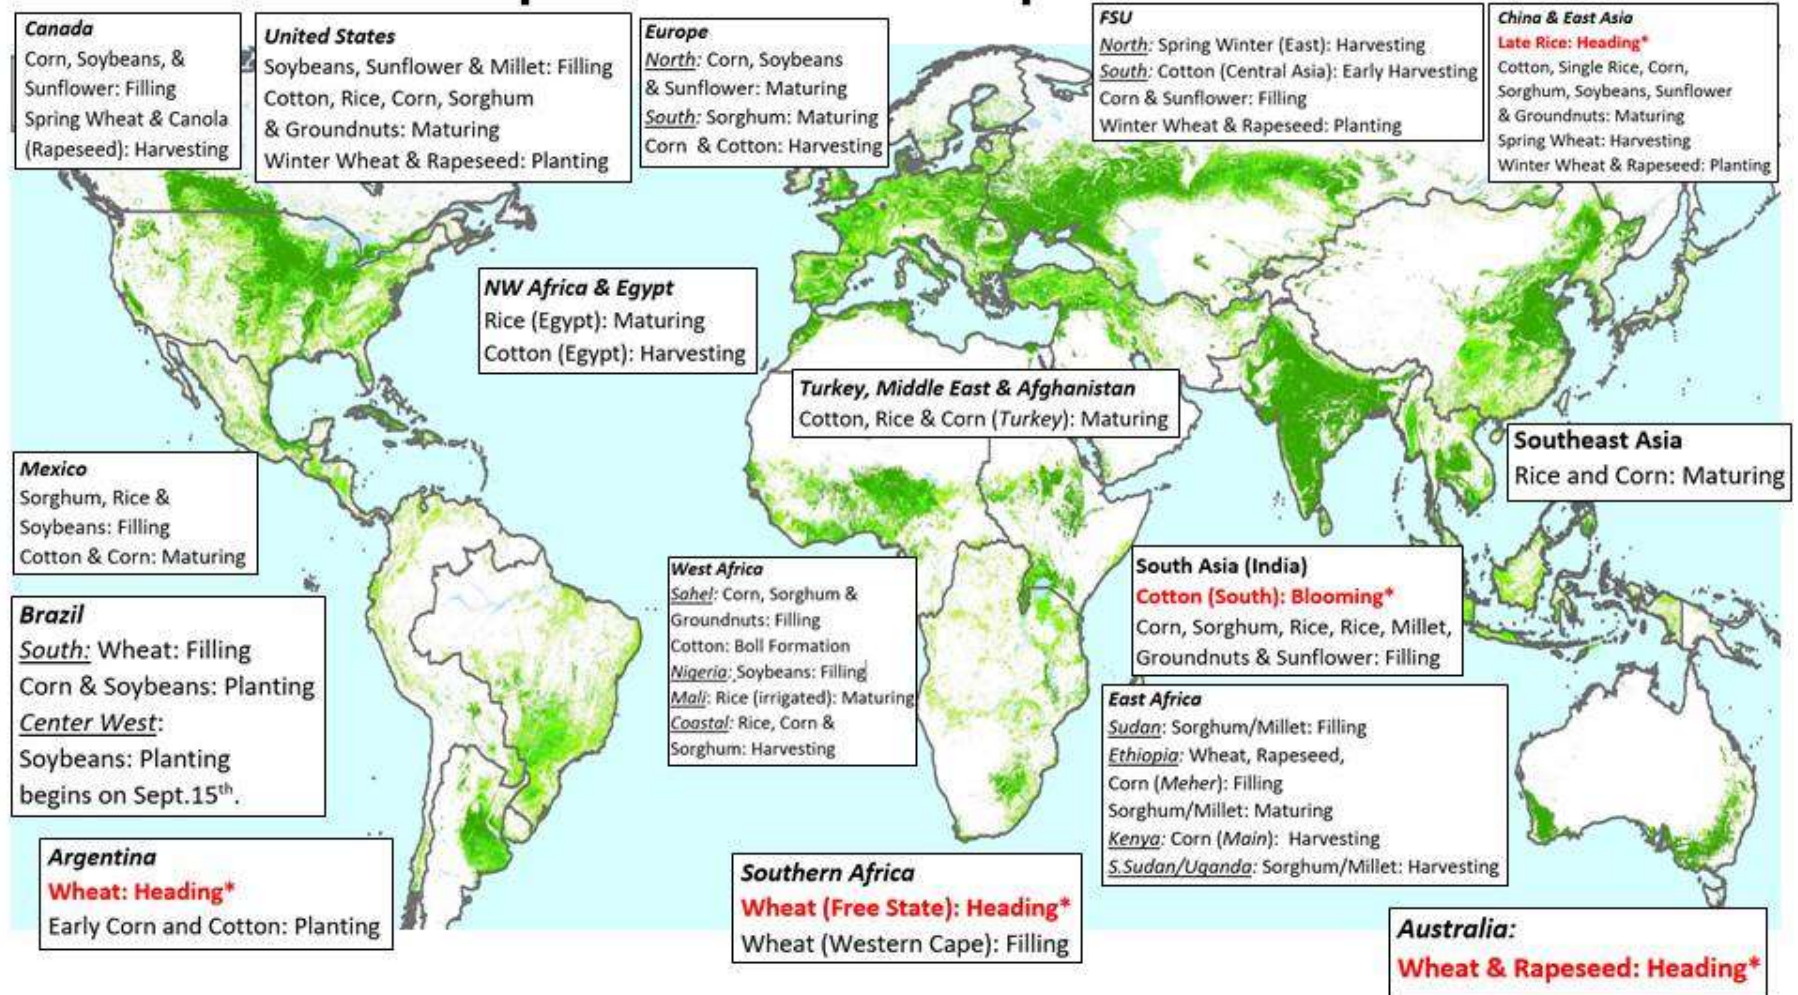 Canada
Corn, Soybeans, &
Sunflower: Filling
Spring Wheat & Canola
(Rapeseed): Harvesting
United States
Soybeans, Sunflower & Millet: Filling
Cotton, Rice, Corn, Sorghum
& Groundnuts: Maturing
Winter Wheat & Rapeseed: Planting
Europe
North: Corn, Soybeans
& Sunflower: Maturing
South: Sorghum: Maturing
Corn & Cotton: Harvesting
FSU
North: Spring Winter (East): Harvesting
South: Cotton (Central Asia): Early Harvesting
Corn & Sunflower: Filling
Winter Wheat & Rapeseed: Planting
China & East Asia
Late Rice: Heading*
Cotton, Single Rice, Corn,
Sorghum, Soybeans, Sunflower
& Groundnuts: Maturing
Spring Wheat: Harvesting
Winter Wheat & Rapeseed: Planting
NW Africa & Egypt
Rice (Egypt): Maturing
Cotton (Egypt): Harvesting
Turkey, Middle East & Afghanistan
Cotton, Rice & Corn (Turkey): Maturing
Southeast Asia
Rice and Corn: Maturing
Mexico
Sorghum, Rice &
Soybeans: Filling
Cotton & Corn: Maturing
West Africa
Sahel: Corn, Sorghum &
Groundnuts: Filling
Cotton: Boll Formation
Nigeria: Soybeans: Filling
Mali: Rice (irrigated): Maturing
Coastal: Rice, Corn &
Sorghum: Harvesting
South Asia (India)
Cotton (South): Blooming*
Corn, Sorghum, Rice, Rice, Millet,
Groundnuts & Sunflower: Filling
Brazil
South: Wheat: Filling
Corn & Soybeans: Planting
Center West:
Soybeans: Planting
begins on Sept.15th.
East Africa
Sudan: Sorghum/Millet: Filling
Ethiopia: Wheat, Rapeseed,
Corn (Meher): Filling
Sorghum/Millet: Maturing
Kenya: Corn (Main): Harvesting
S.Sudan/Uganda: Sorghum/Millet: Harvesting
Argentina
Wheat: Heading*
Early Corn and Cotton: Planting
Southern Africa
Wheat (Free State): Heading*
Wheat (Western Cape): Filling
Australia:
Wheat & Rapeseed: Heading*